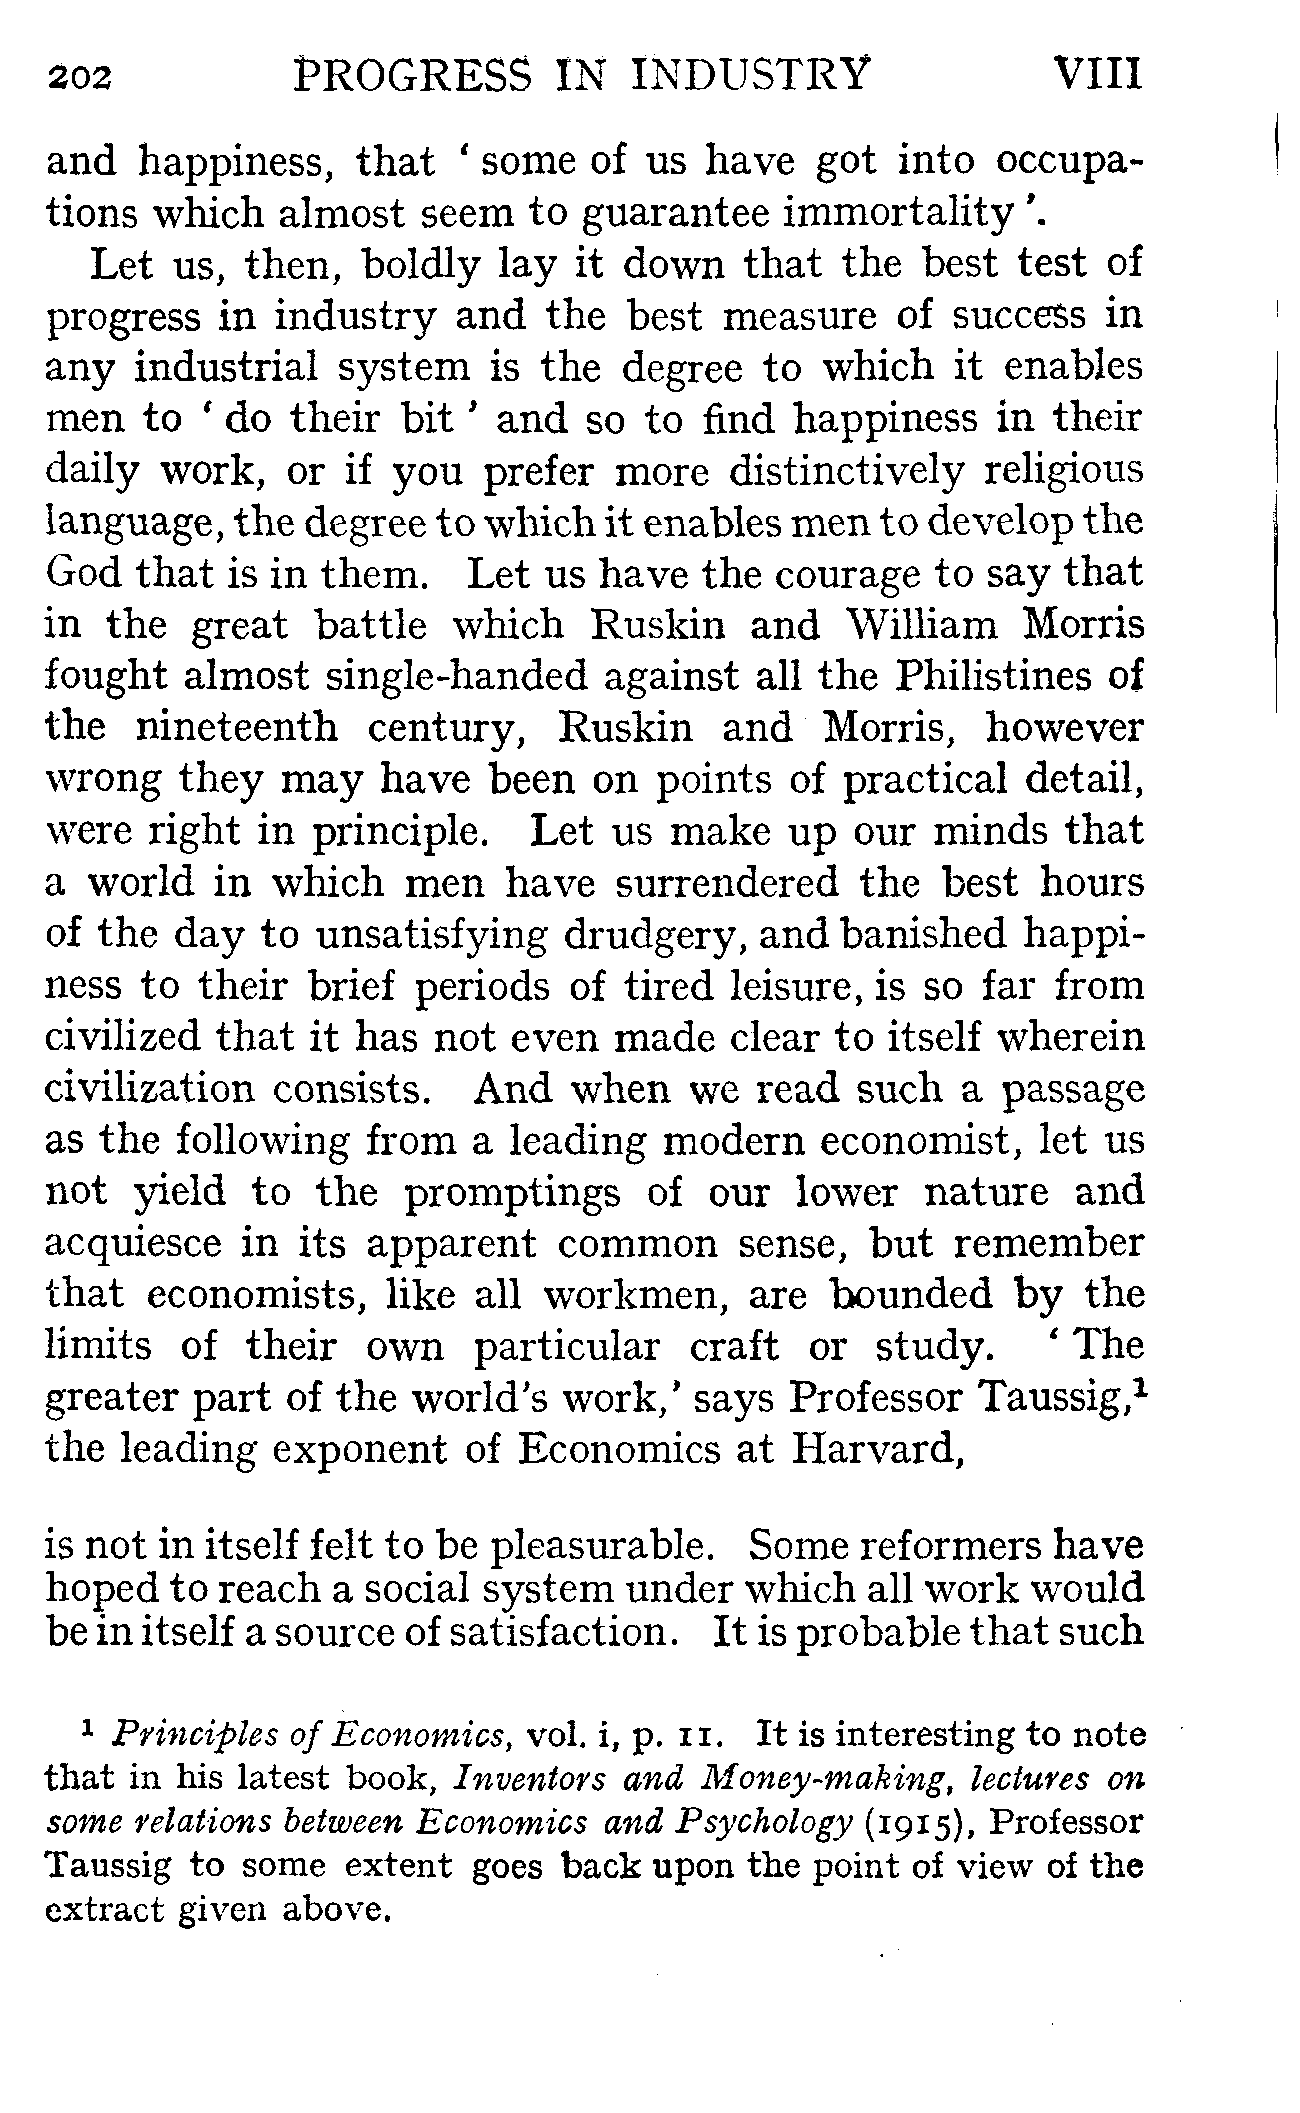 202 PROGRESS IN INDUSTRY VIII
and happiness, that ‘ some of us have got into occupa-
tions which almost seem to guarantee immortality ’.
Let us, then, boldly lay it down that the best test of
progress in industry and the best measure of success in
any industrial system is the degree to which it enables
men to ‘ do their bit ’ and so to find happiness in their
daily work, or if you prefer more distinctively religious
language, the degree to which it enables men to develop the
God that is in them. Let us have the courage to say that
in the great battle which Ruskin and William Morris
fought almost single-handed against all the Philistines of
the nineteenth century, Ruskin and Morris, however
wrong they may have been on points of practical detail,
were right in principle. Let us make up our minds that
a world in which men have surrendered the best hours
of the day to unsatisfying drudgery, and banished happi-
ness to their brief periods of tired leisure, is so far from
civilized that it has not even made clear to itself wherein
civilization consists. And when we read such a passage
as the following from a leading modern economist, let us
not yield to the promptings of our lower nature and
acquiesce in its apparent common sense, but remember
that economists, like all workmen, are bounded by the
limits of their own particular craft or study. ‘ The
greater part of the world's work,’ says Professor Taussig,¹
the leading exponent of Economics at Harvard,
is not in itself felt to be pleasurable. Some reformers have
hoped to reach a social system under which all work would
be in itself a source of satisfaction. It is probable that such
¹ Principles of Economics, vol. i, p. 11. It is interesting to note
that in his latest book, Inventors and Money-making, lectures on
some relations between Economics and Psychology (1915), Professor
Taussig to some extent goes back upon the point of view of the
extract given above.